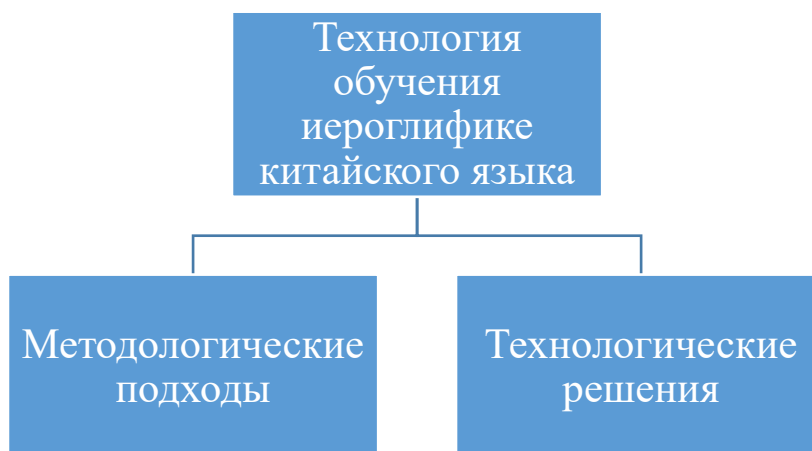 Технология
обучения
иероглифике
китайского языка
Методологические
подходы
Технологические
решения